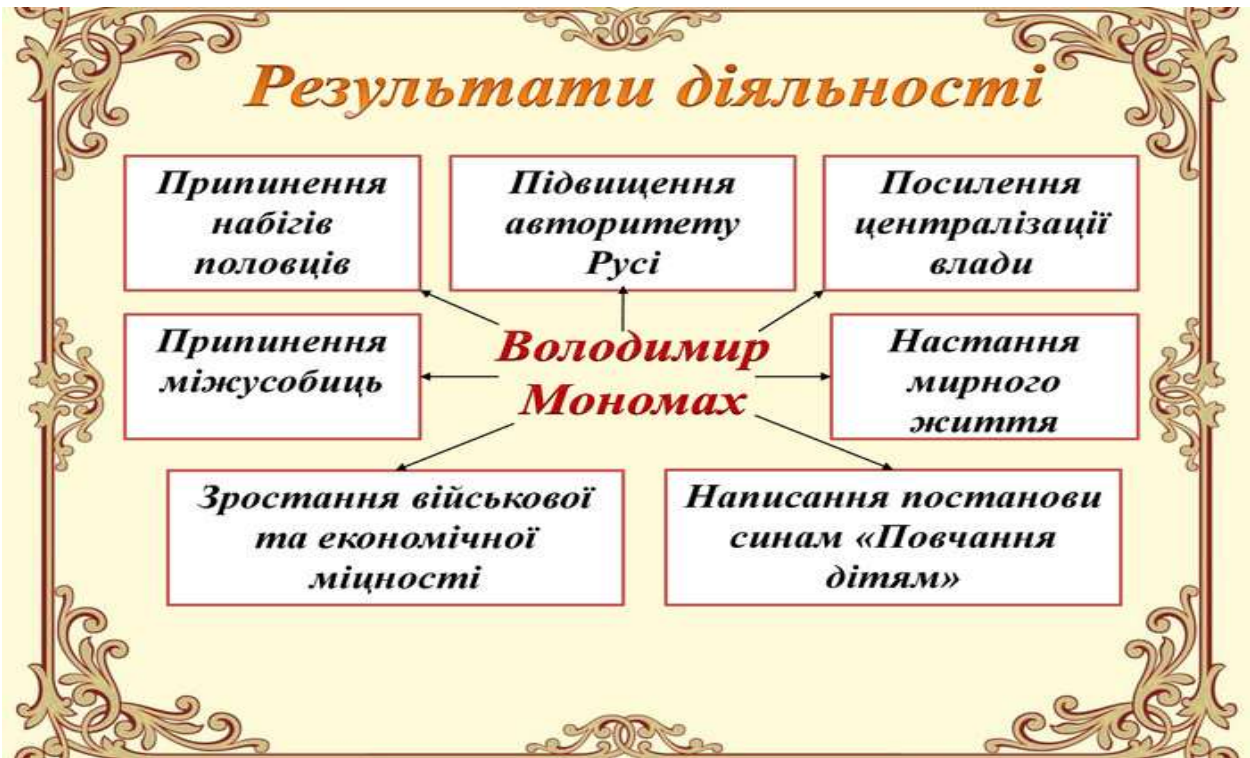 Результати діяльності
Припинення
набігів
половців
Підвищення
авторитету
Русі
Посилення
централізації
влади
Припинення
міжусобиць
Володимир
Мономах
Настання
мирного
життя
Зростання військової
та економічної
міцності
Написання постанови
синам «Повчання
дітям»